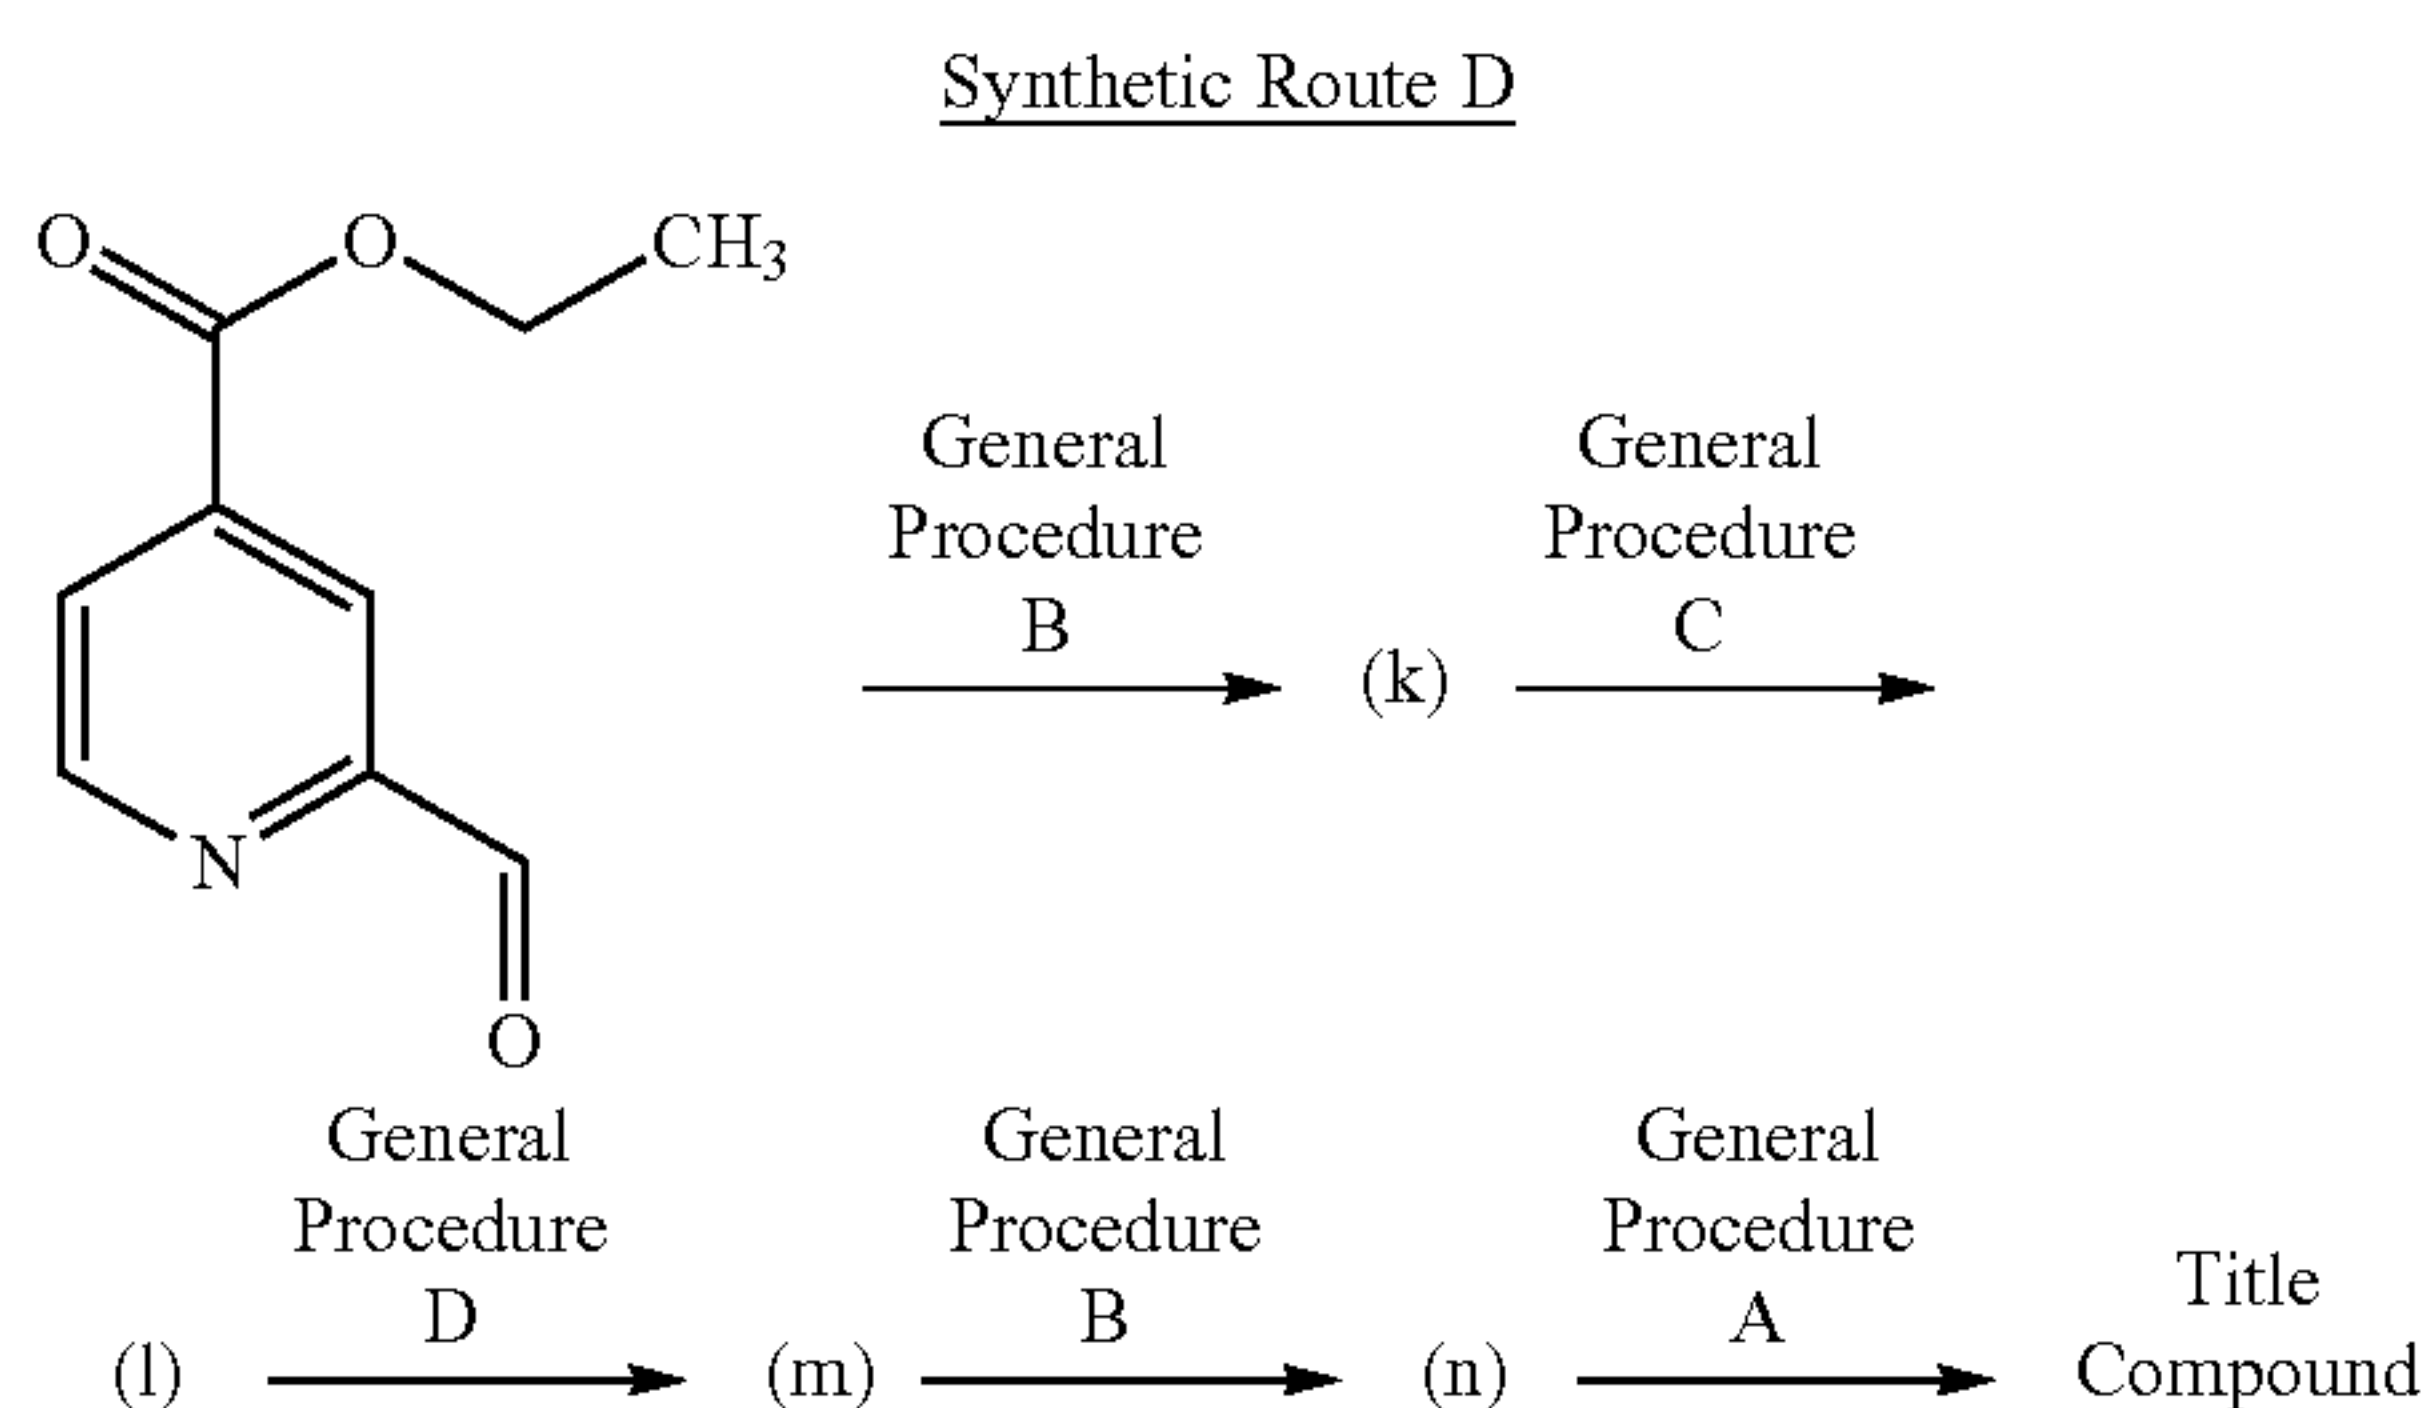 Synthetic Route D
O
O
CH3
N
O
General
Procedure
B
(k)
General
Procedure
C
(l)
General
Procedure
D
(m)
General
Procedure
B
(n)
General
Procedure
A
Title
Compound